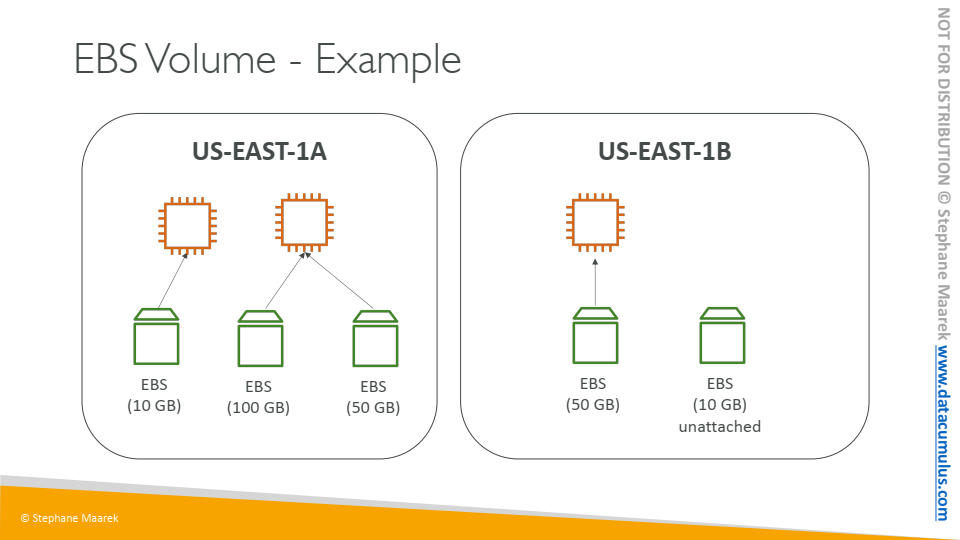 EBS Volume - Example
US-EAST-1A
EBS
(10 GB)
EBS
(100 GB)
EBS
(50 GB)
US-EAST-1B
EBS
(50 GB)
EBS
(10 GB)
unattached
© Stephane Maarek
NOT FOR DISTRIBUTION © Stephane Maarek www.datacumulus.com